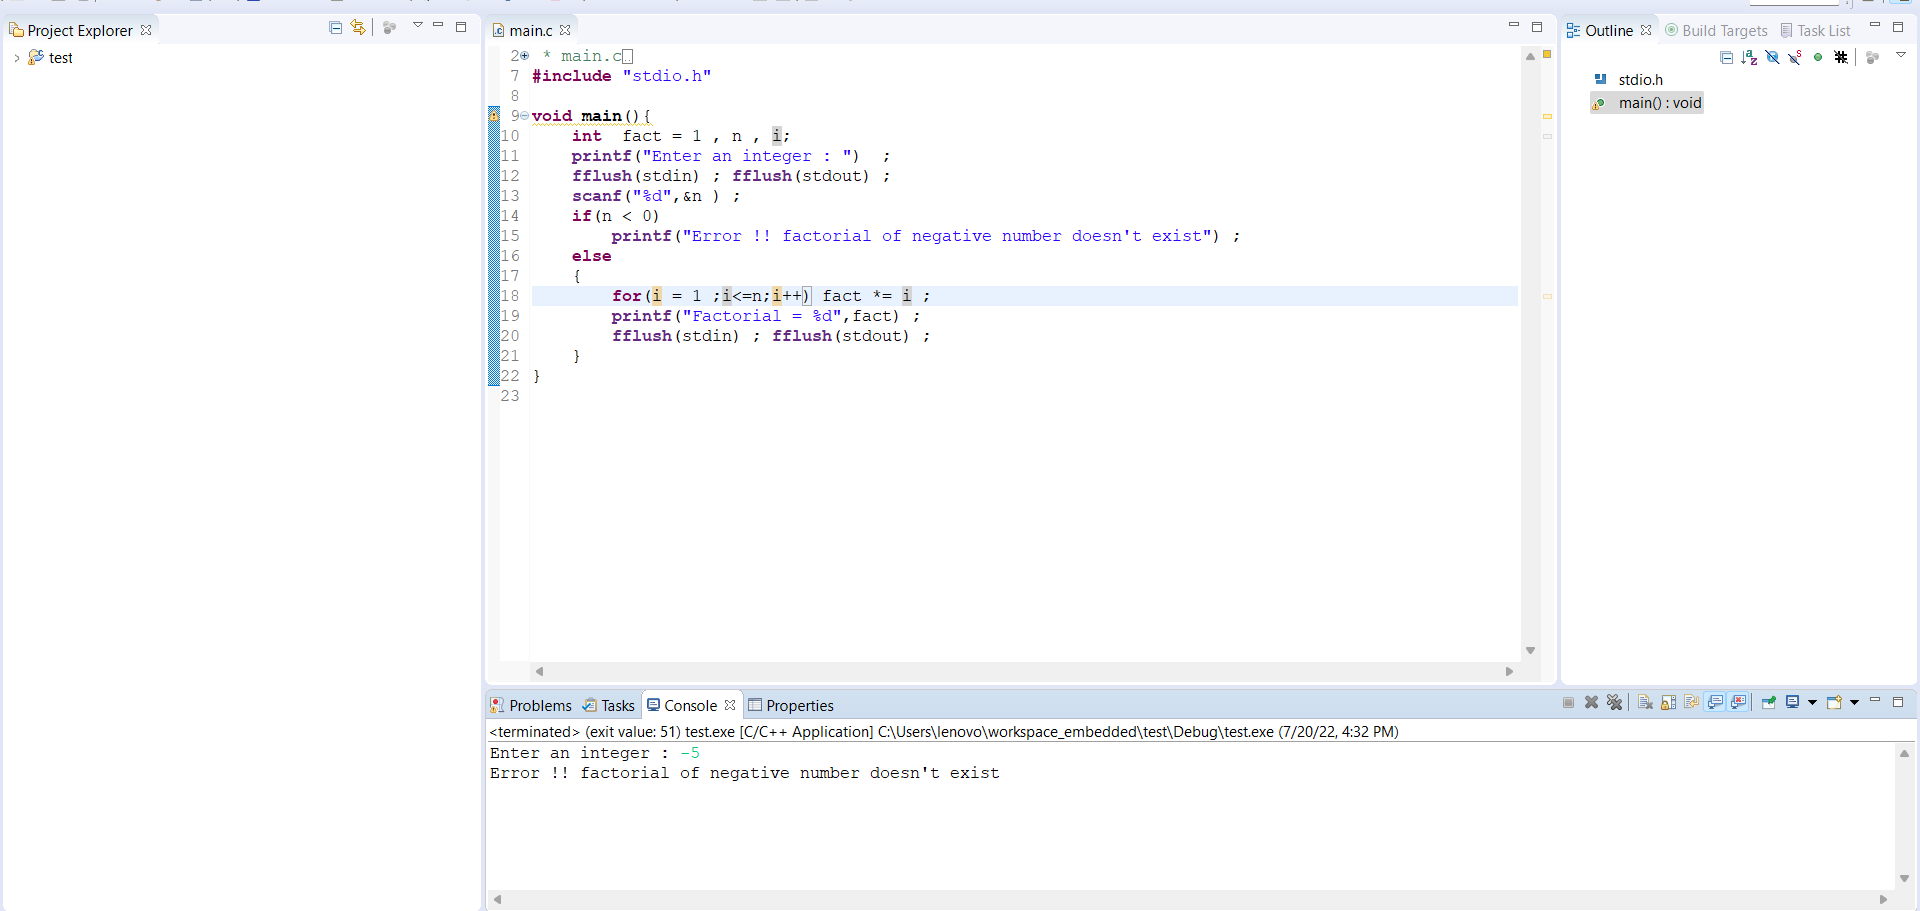 Project Explorer
test
main.c
2 * main.c
7 #include "stdio.h"
8
9 void main(){
10 int  fact = 1 , n , i;
11 printf("Enter an integer : ")  ;
12 fflush(stdin) ; fflush(stdout) ;
13 scanf("%d",&n ) ;
14 if(n < 0)
15 printf("Error !! factorial of negative number doesn't exist") ;
16 else
17 {
18 for(i = 1 ;i<=n;i++) fact *= i ;
19 printf("Factorial = %d",fact) ;
20 fflush(stdin) ; fflush(stdout) ;
21 }
22 }
23
Outline Build Targets Task List
stdio.h
main() : void
Problems Tasks Console Properties
<terminated> (exit value: 51) test.exe [C/C++ Application] C:\Users\lenovo\workspace_embedded\test\Debug\test.exe (7/20/22, 4:32 PM)
Enter an integer : -5
Error !! factorial of negative number doesn't exist